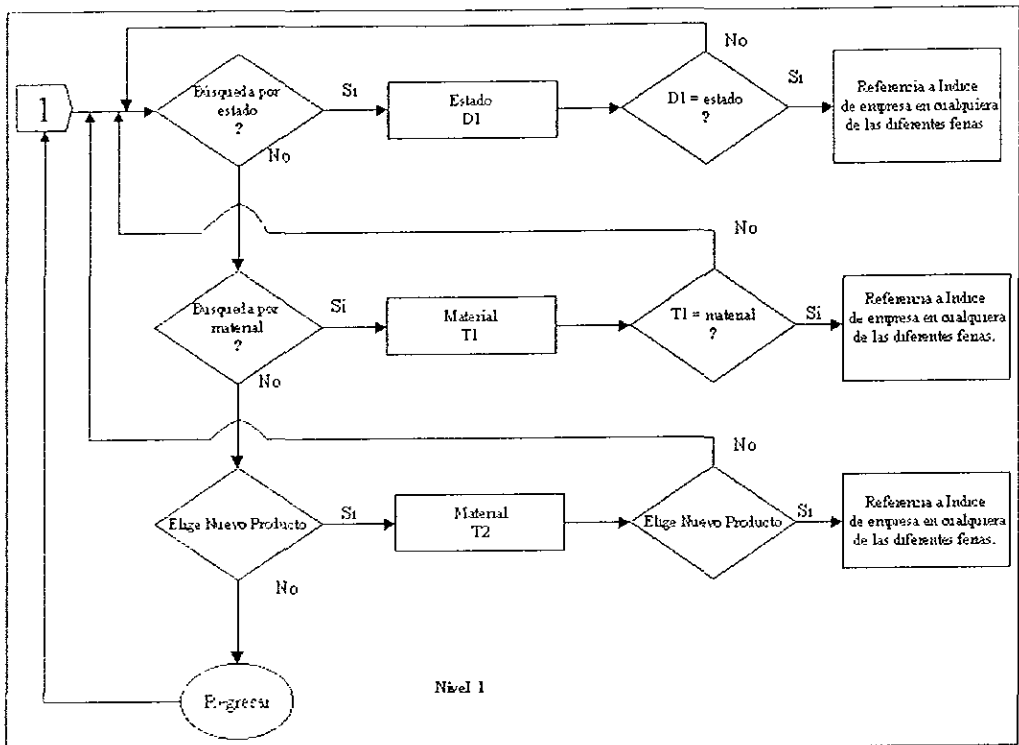 No
1
Búsqueda por
estado
?
Si
Estado
D1
D1 = estado
?
Si
Referencia a Indice
de empresa en cualquiera
de las diferentes ferias
No
No
Búsqueda por
material
?
Sí
Material
T1
T1 = material
?
Sí
Referencia a Indice
de empresa en cualquiera
de las diferentes ferias.
No
No
Elige Nuevo Producto
Si
Material
T2
Elige Nuevo Producto
Si
Referencia a Indice
de empresa en cualquiera
de las diferentes ferias.
No
Regresar
Nivel 1